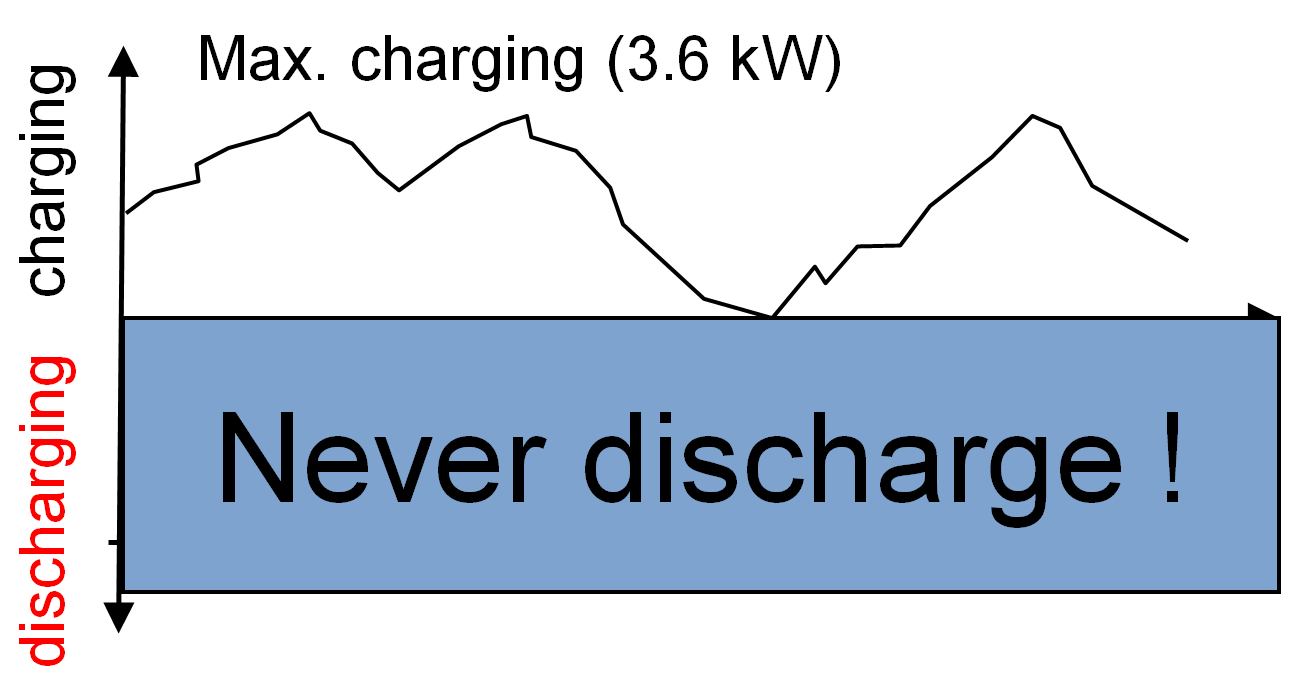 Max. charging (3.6 kW)
charging
discharging
Never discharge !